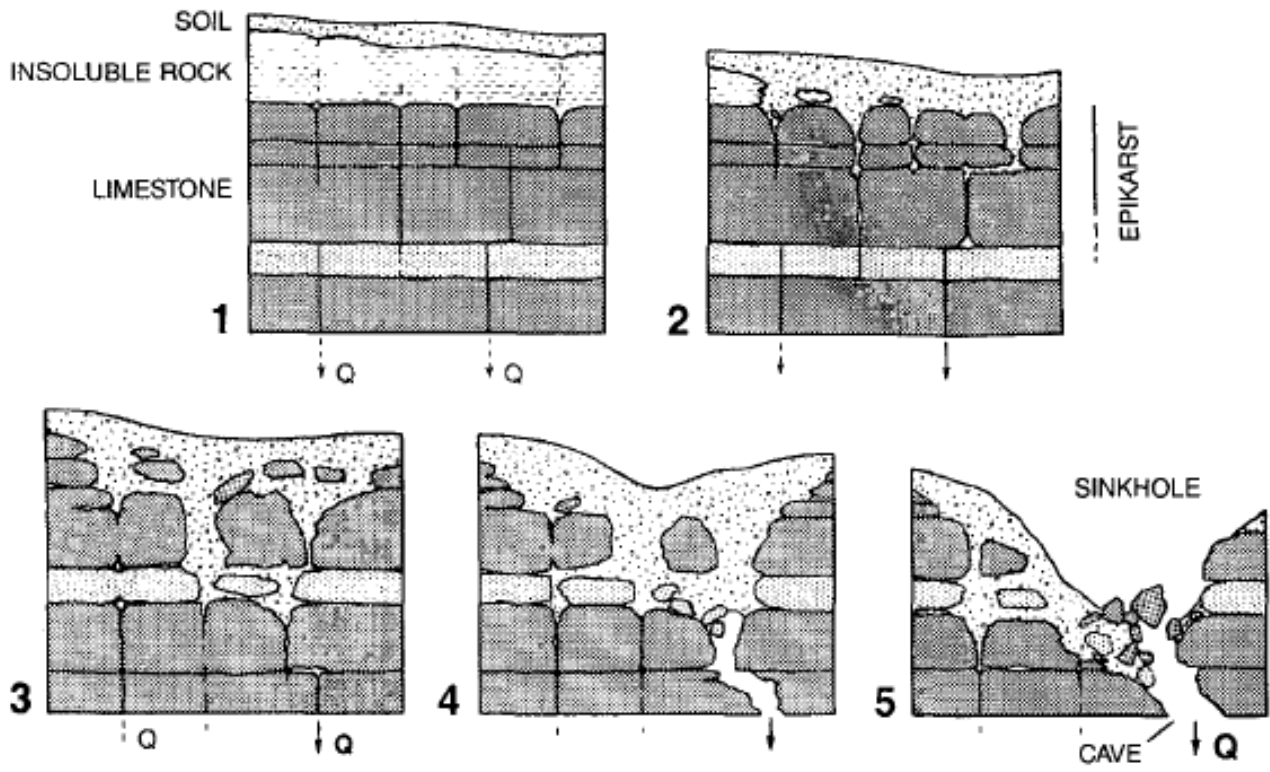 SOIL
INSOLUBLE ROCK
LIMESTONE
1
Q
Q
2
EPIKARST
3
Q
Q
4
5
SINKHOLE
CAVE
Q